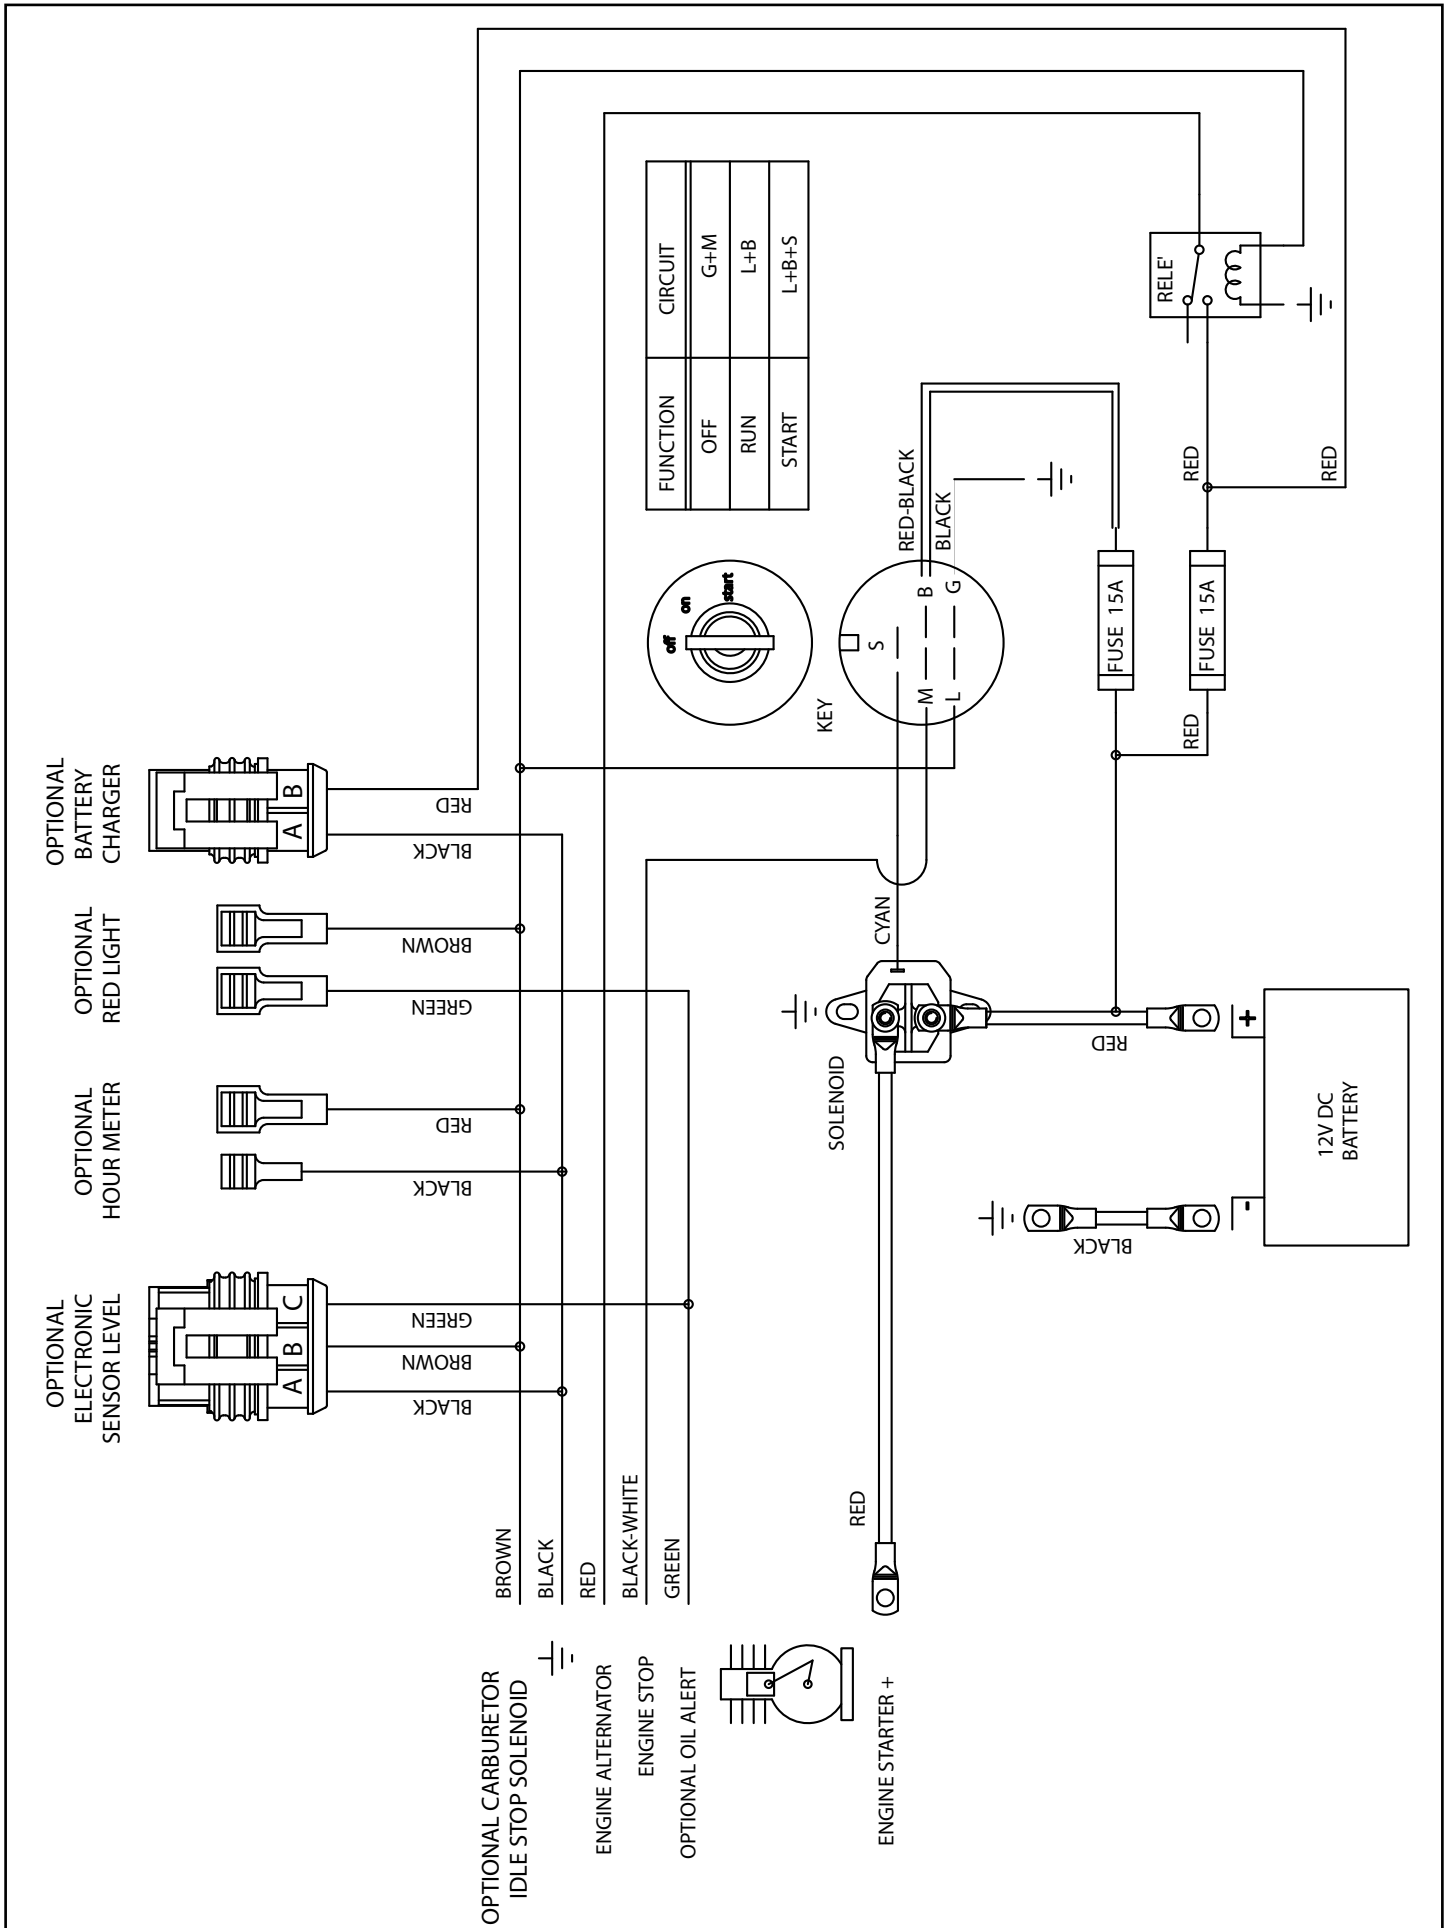 OPTIONAL
BATTERY
CHARGER
A
B
BLACK
RED
OPTIONAL
RED LIGHT
BROWN
GREEN
OPTIONAL
HOUR METER
RED
BLACK
OPTIONAL
ELECTRONIC
SENSOR LEVEL
A
B
C
GREEN
BROWN
BLACK
BROWN
BLACK
RED
BLACK-WHITE
GREEN
OPTIONAL CARBURETOR
IDLE STOP SOLENOID
ENGINE ALTERNATOR
ENGINE STOP
OPTIONAL OIL ALERT
ENGINE STARTER +
RED
FUNCTION
CIRCUIT
OFF
G+M
RUN
L+B
START
L+B+S
off
on
start
KEY
S
M
B
L
G
RED-BLACK
BLACK
CYAN
SOLENOID
RED
FUSE 15A
FUSE 15A
RED
RED
RED
RELE'
+
-
12V DC
BATTERY
BLACK